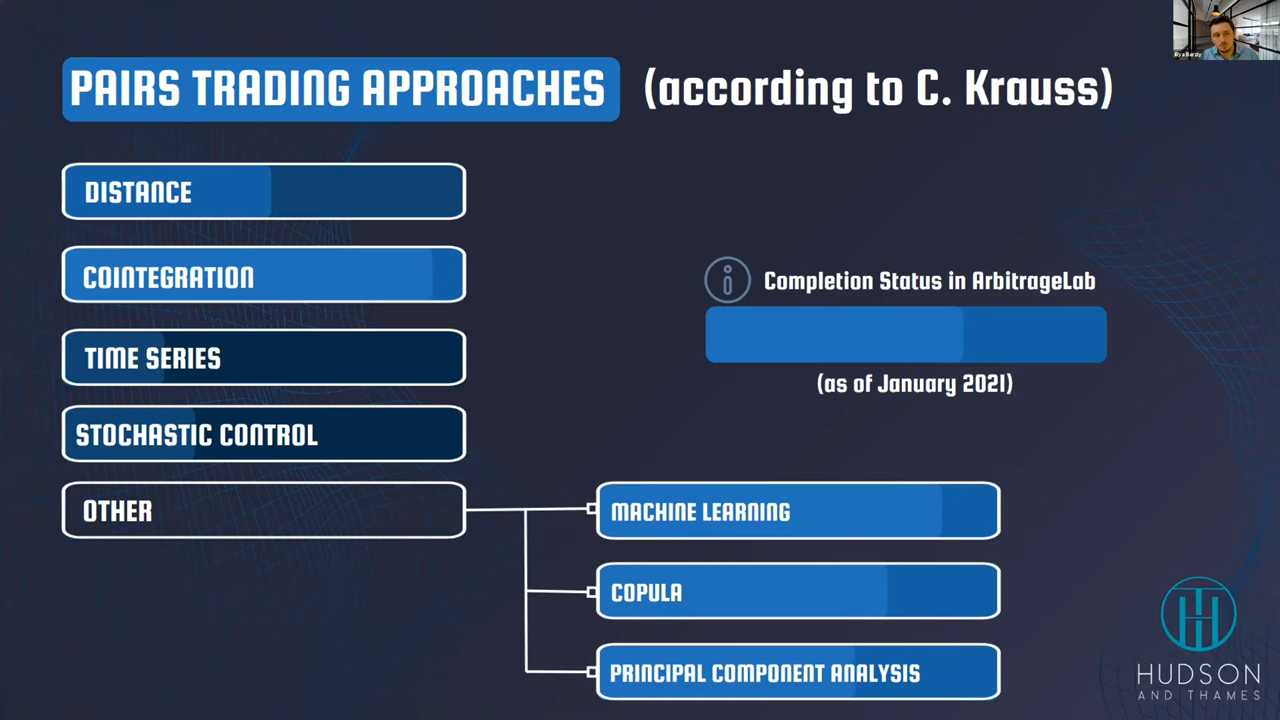 PAIRS TRADING APPROACHES (according to C. Krauss)
DISTANCE
COINTEGRATION
TIME SERIES
STOCHASTIC CONTROL
OTHER
Completion Status in ArbitrageLab
(as of January 2021)
MACHINE LEARNING
COPULA
PRINCIPAL COMPONENT ANALYSIS
HUDSON
AND THAMES